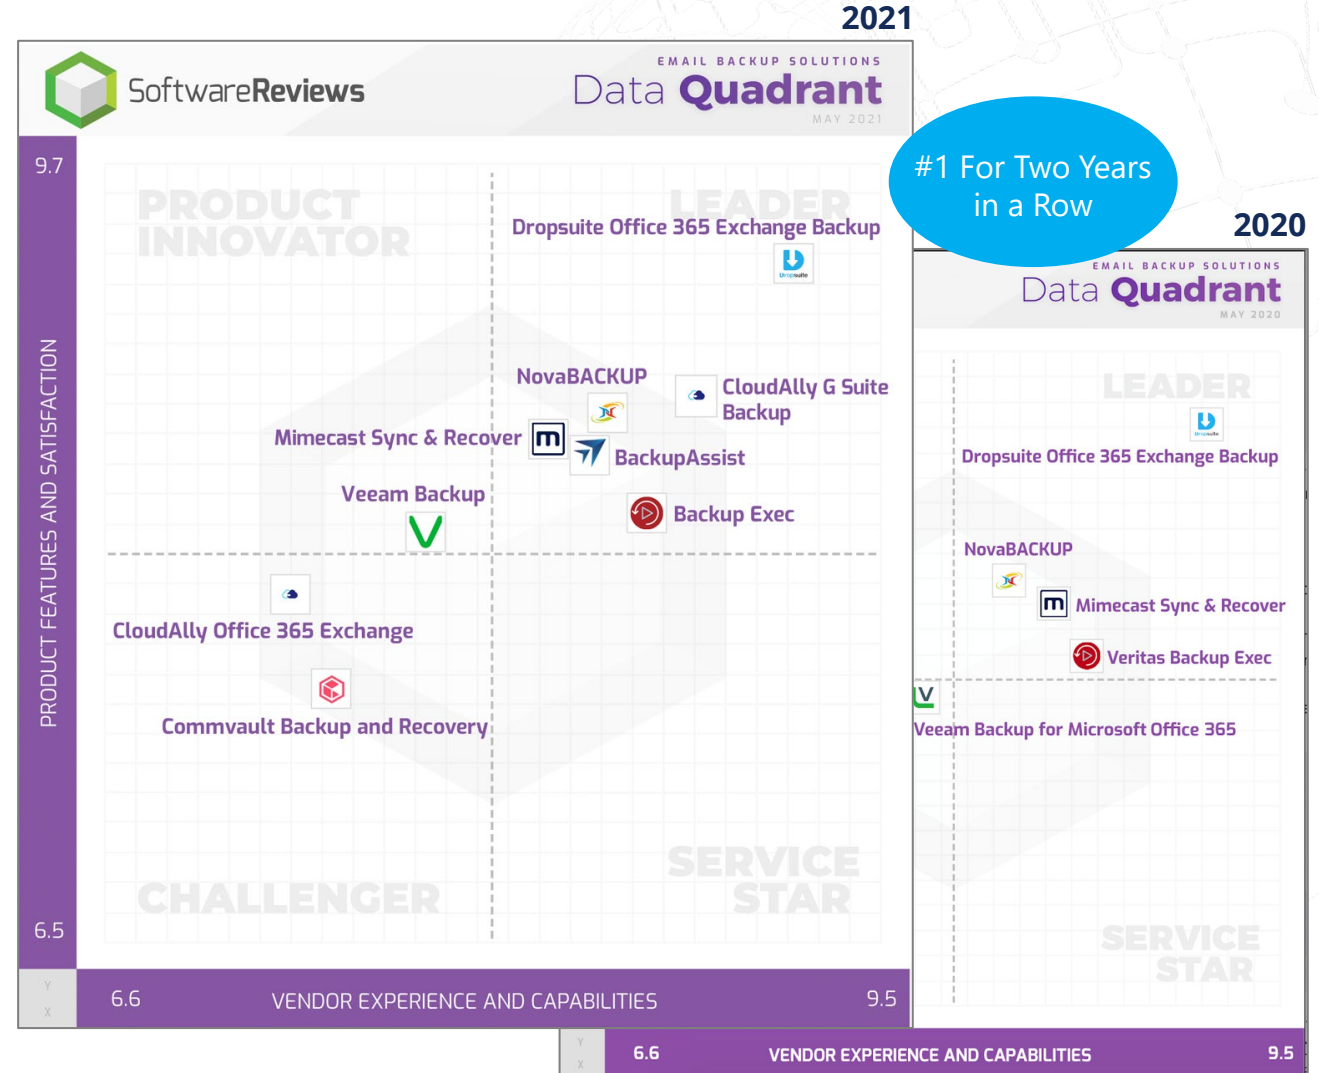 2021
SoftwareReviews
EMAIL BACKUP SOLUTIONS
Data Quadrant
MAY 2021
9.7
PRODUCT FEATURES AND SATISFACTION
6.5
PRODUCT
INNOVATOR
LEADER
Dropsuite Office 365 Exchange Backup
Dropsuite
NovaBACKUP
CloudAlly G Suite
Backup
Mimecast Sync & Recover
m
BackupAssist
Veeam Backup
Backup Exec
CloudAlly Office 365 Exchange
Commvault Backup and Recovery
CHALLENGER
SERVICE
STAR
Y
X
6.6
VENDOR EXPERIENCE AND CAPABILITIES
9.5
#1 For Two Years
in a Row
2020
EMAIL BACKUP SOLUTIONS
Data Quadrant
MAY 2020
LEADER
Dropsuite
Dropsuite Office 365 Exchange Backup
NovaBACKUP
m
Mimecast Sync & Recover
Veritas Backup Exec
Veeam Backup for Microsoft Office 365
SERVICE
STAR
Y
X
6.6
VENDOR EXPERIENCE AND CAPABILITIES
9.5